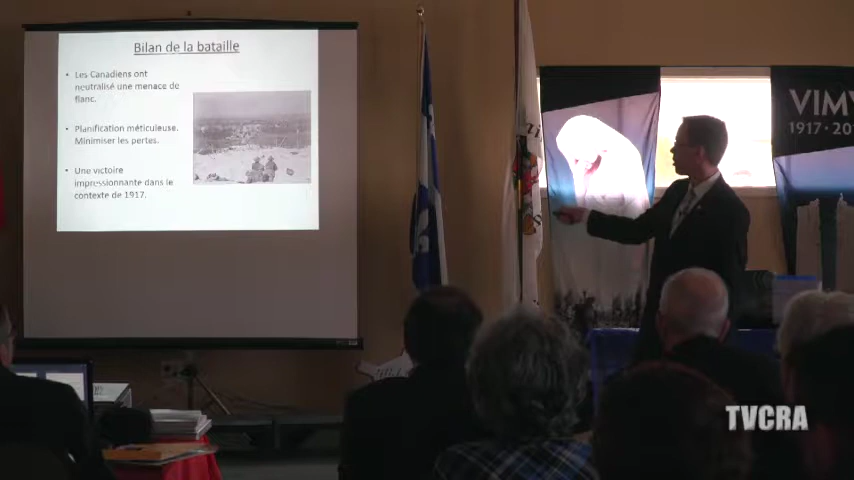 Bilan de la bataille
• Les Canadiens ont
neutralisé une menace de
flanc.
• Planification méticuleuse.
Minimiser les pertes.
• Une victoire
impressionnante dans le
contexte de 1917.
VIMY
1917·20
TVCRA